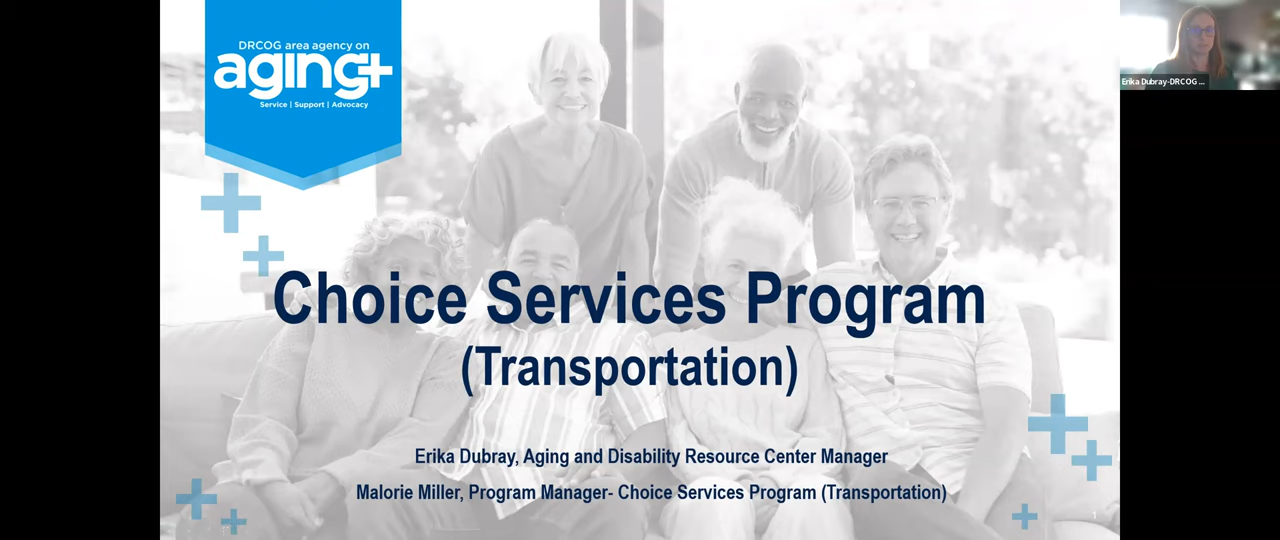 DRCOG area agency on
aging+
Service | Support | Advocacy
Erika Dubray-DRCOG ...
Choice Services Program
(Transportation)
Erika Dubray, Aging and Disability Resource Center Manager
Malorie Miller, Program Manager- Choice Services Program (Transportation)
1